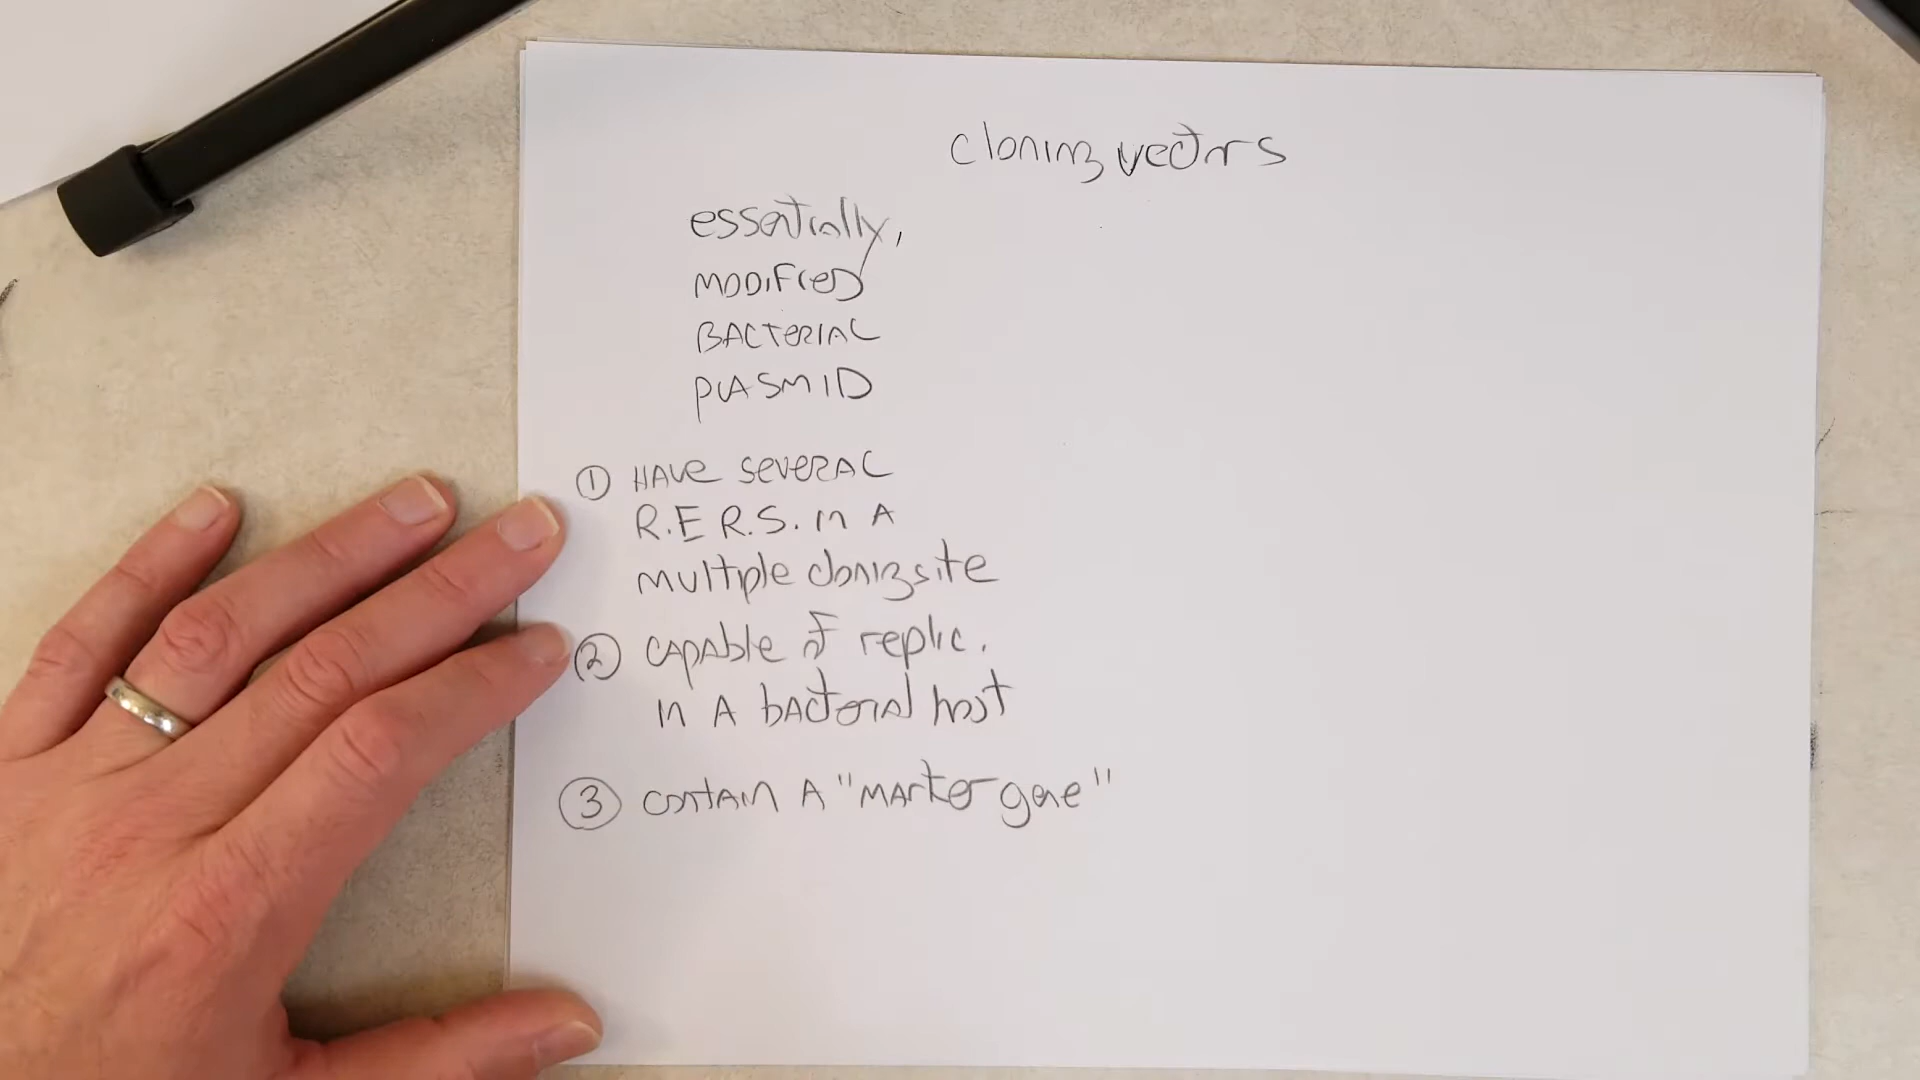 cloning vectors
essentially,
MODIFIED
BACTERIAL
PLASMID
① HAVE SEVERAL
R.E R.S. in A
multiple cloning site
② capable of replic.
in A bacterial host
③ contain A "marker gene"